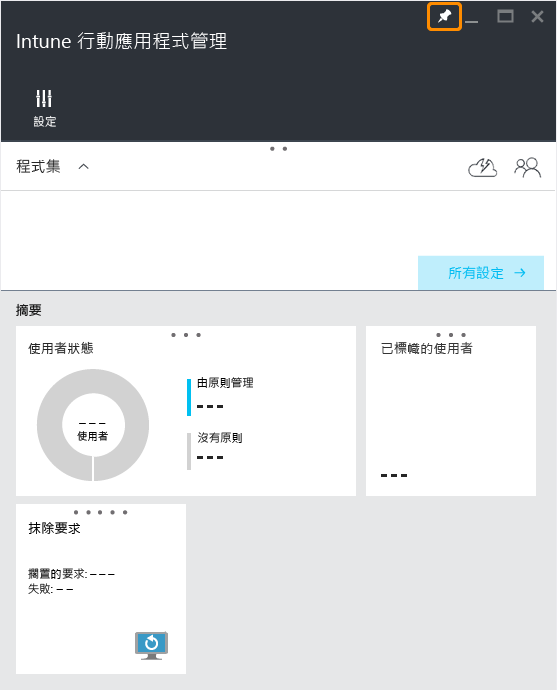 Intune 行動應用程式管理
設定
程式集
所有設定
摘要
使用者狀態
已標幟的使用者
由原則管理
---
---
使用者
沒有原則
---
---
抹除要求
擱置的要求: ---
失敗: --